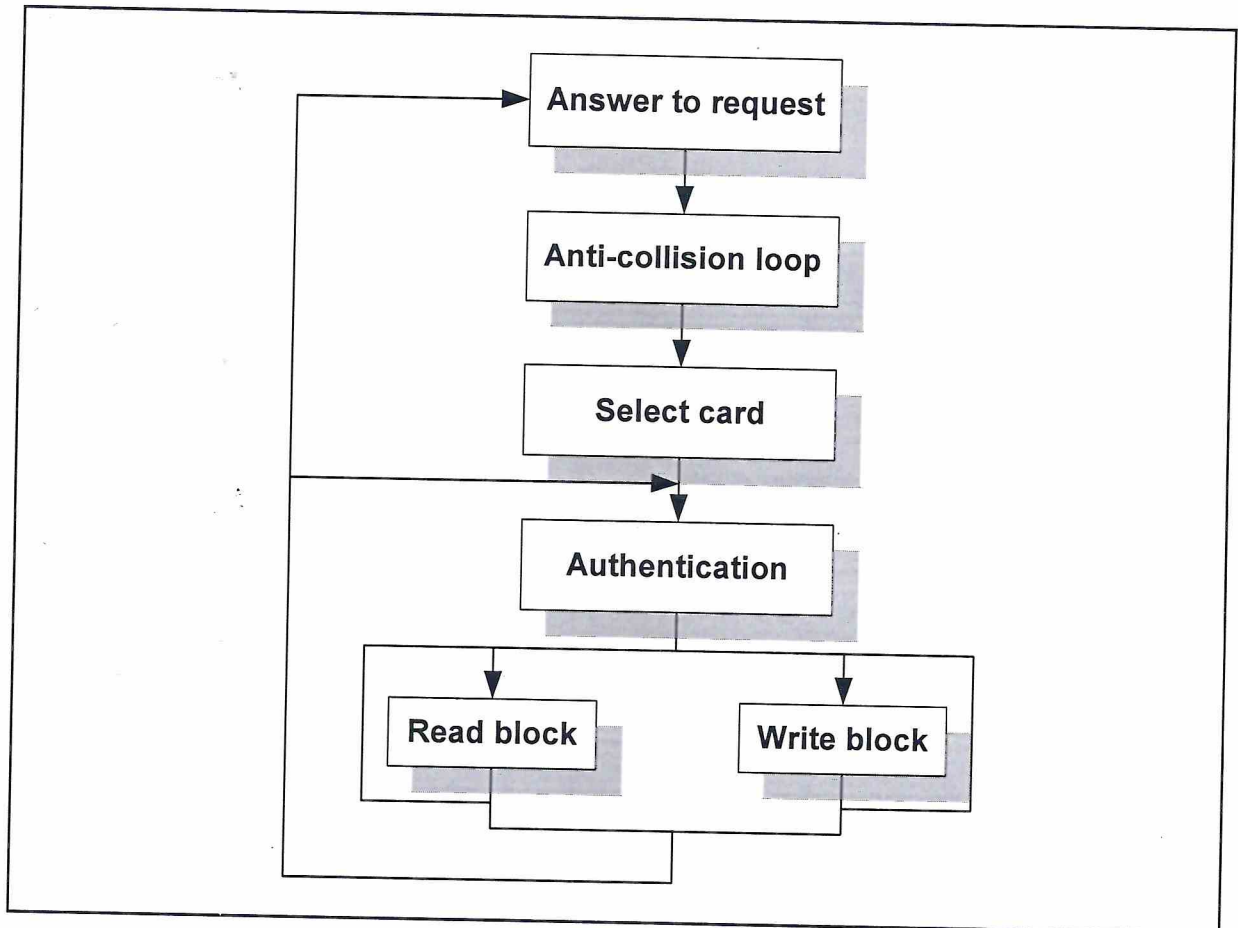 Answer to request
Anti-collision loop
Select card
Authentication
Read block
Write block